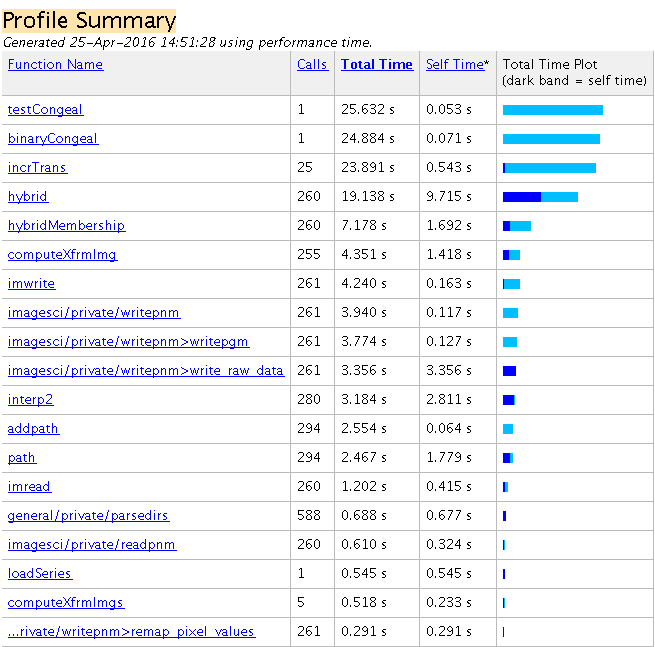 Profile Summary
Generated 25-Apr-2016 14:51:28 using performance time.
Function Name Calls Total Time Self Time* Total Time Plot
(dark band = self time)
testCongeal 1 25.632 s 0.053 s
binaryCongeal 1 24.884 s 0.071 s
incrTrans 25 23.891 s 0.543 s
hybrid 260 19.138 s 9.715 s
hybridMembership 260 7.178 s 1.692 s
computeXfrmImg 255 4.351 s 1.418 s
imwrite 261 4.240 s 0.163 s
imagesci/private/writepnm 261 3.940 s 0.117 s
imagesci/private/writepnm>writepgm 261 3.774 s 0.127 s
imagesci/private/writepnm>write_raw_data 261 3.356 s 3.356 s
interp2 280 3.184 s 2.811 s
addpath 294 2.554 s 0.064 s
path 294 2.467 s 1.779 s
imread 260 1.202 s 0.415 s
general/private/parsedirs 588 0.688 s 0.677 s
imagesci/private/readpnm 260 0.610 s 0.324 s
loadSeries 1 0.545 s 0.545 s
computeXfrmImgs 5 0.518 s 0.233 s
...rivate/writepnm>remap_pixel_values 261 0.291 s 0.291 s